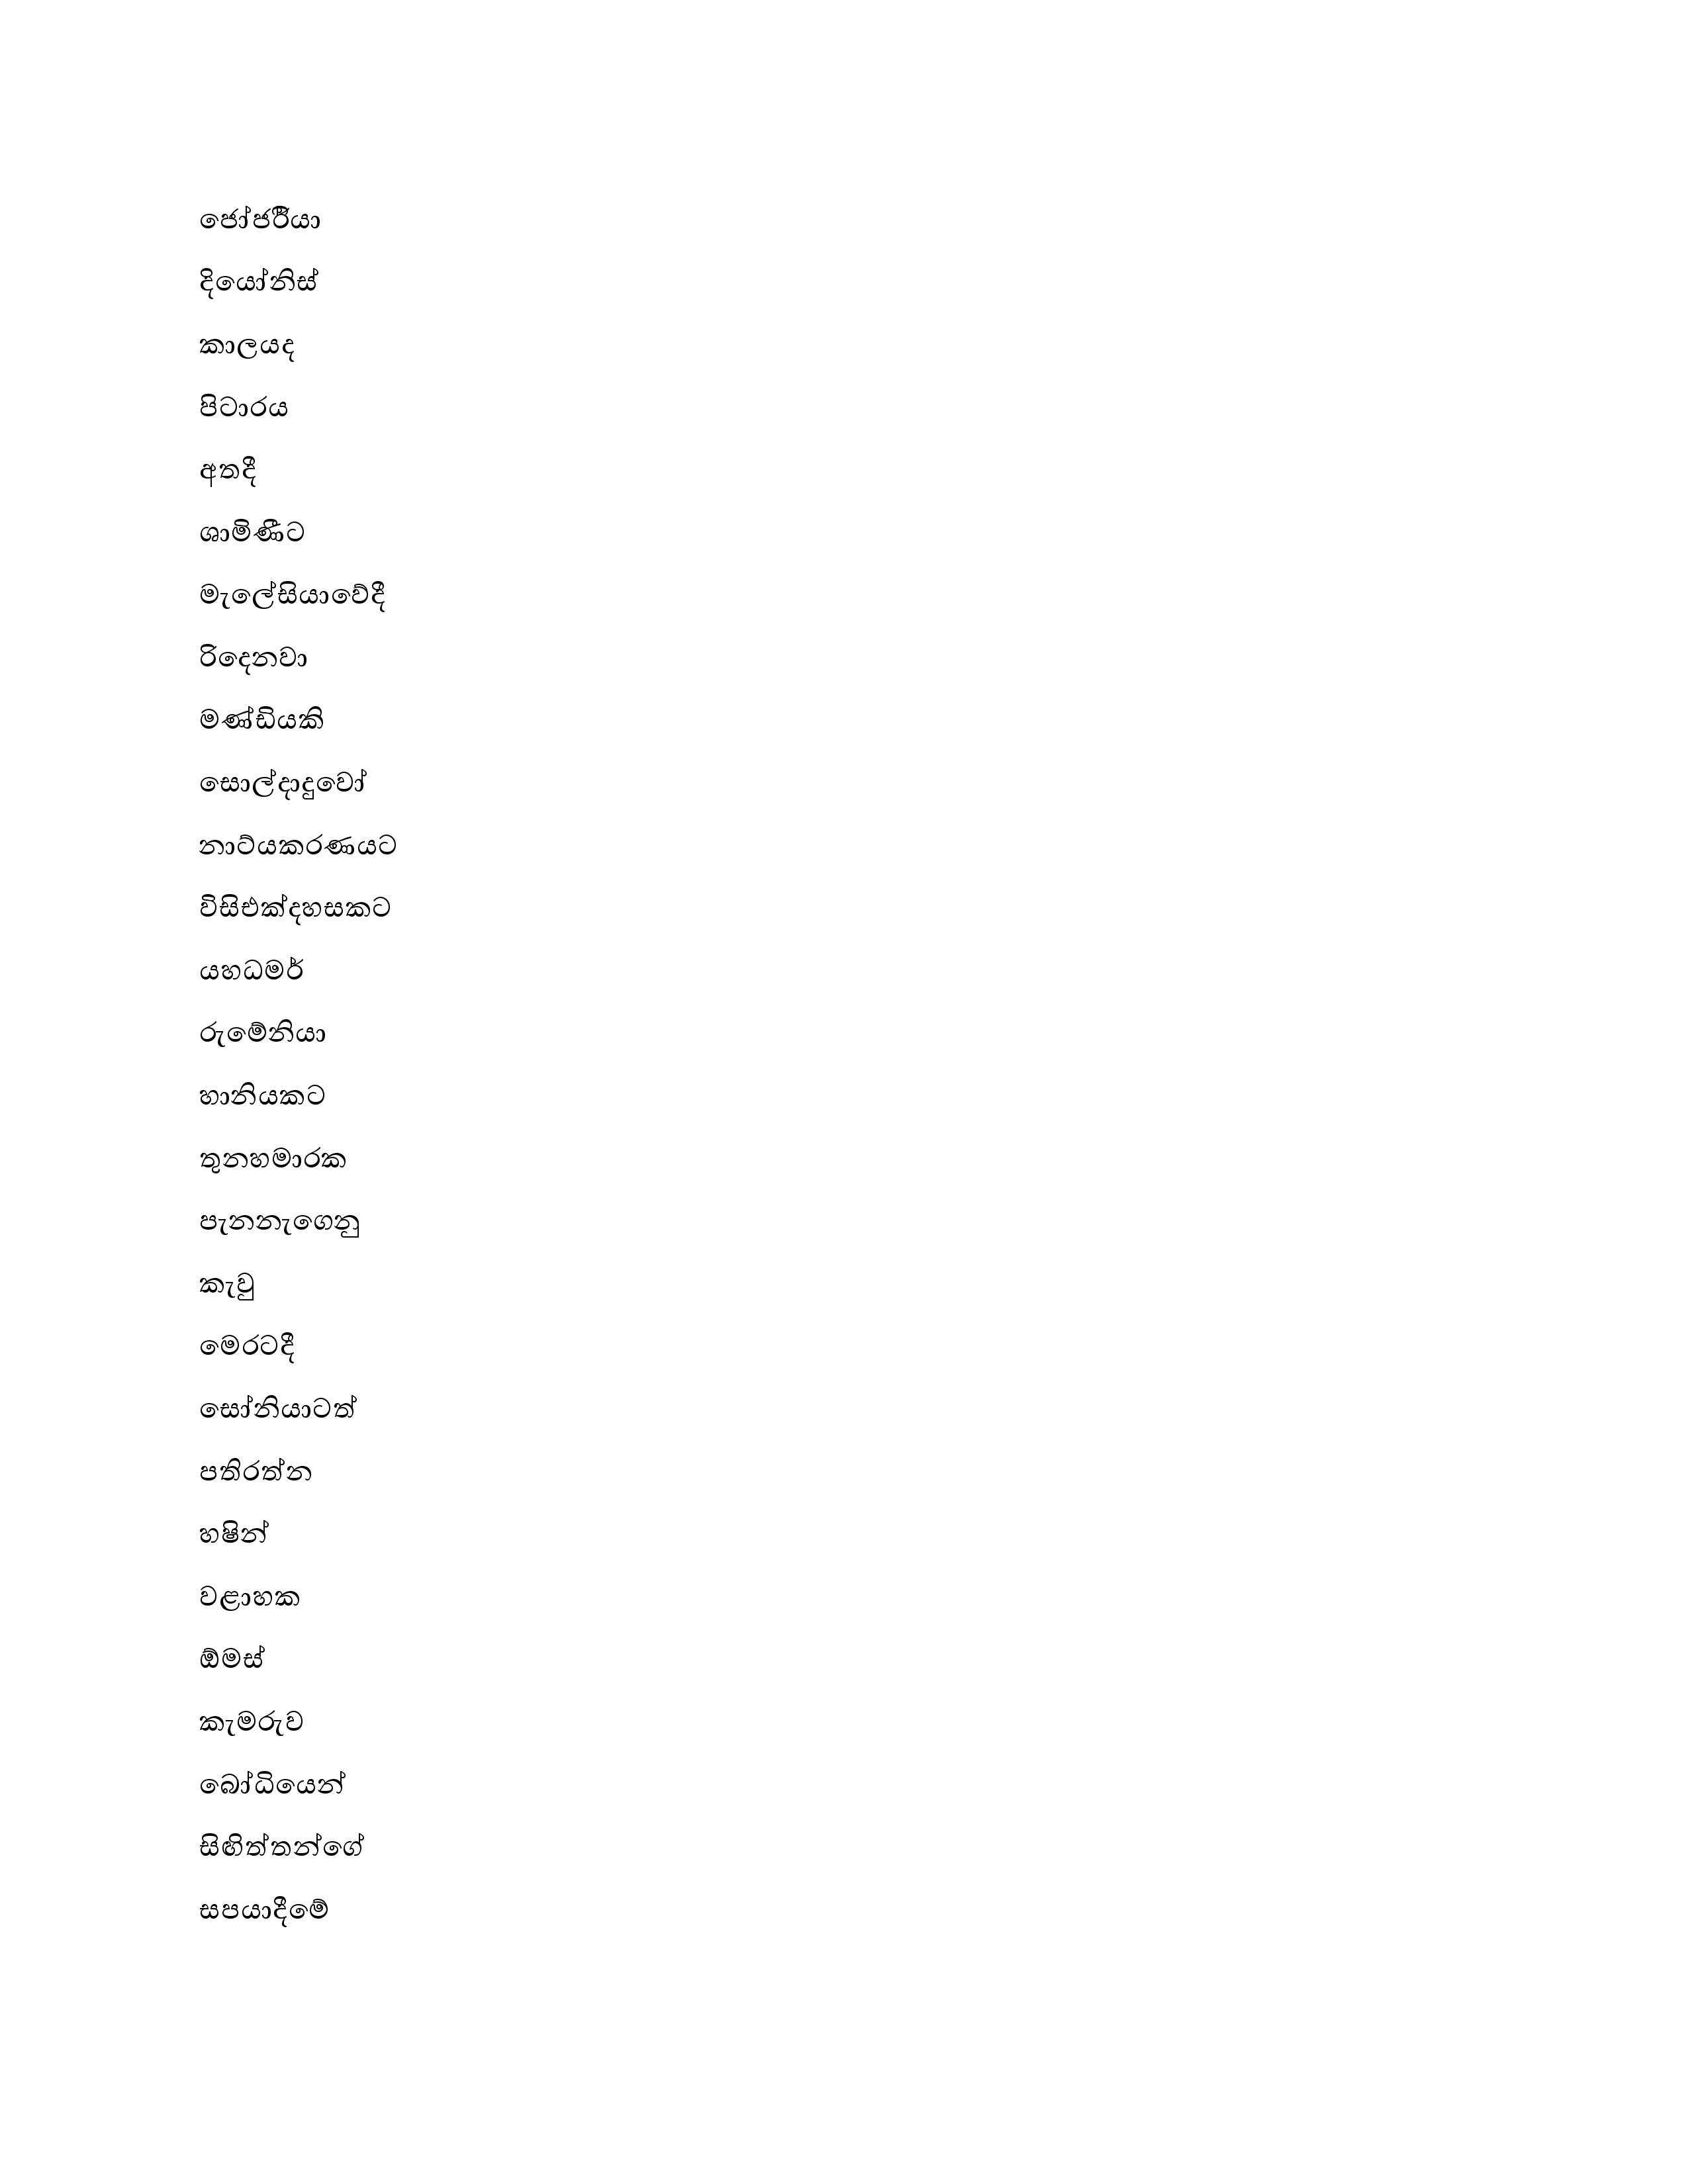 ජෝර්ජියා
දියෝනිස්
කාලයද
පිටාරය
අතදී
ශාමිණීට
මැලේසියාවේදී
රිදෙනවා
මණ්ඩියකි
සොල්දාදුවෝ
නාට්යකරණයට
විසිඑක්දහසකට
යහධමර්
රුමේනියා
හානියකට
තුනහමාරක
පැනනැගෙනු
කැවු
මෙරටදී
සෝනියාටත්
පතිරත්න
හෂින්
වළාහක
ඕමස්
කැමරුව
බෝධියෙන්
සිඟිත්තන්ගේ
සපයාදීමේ